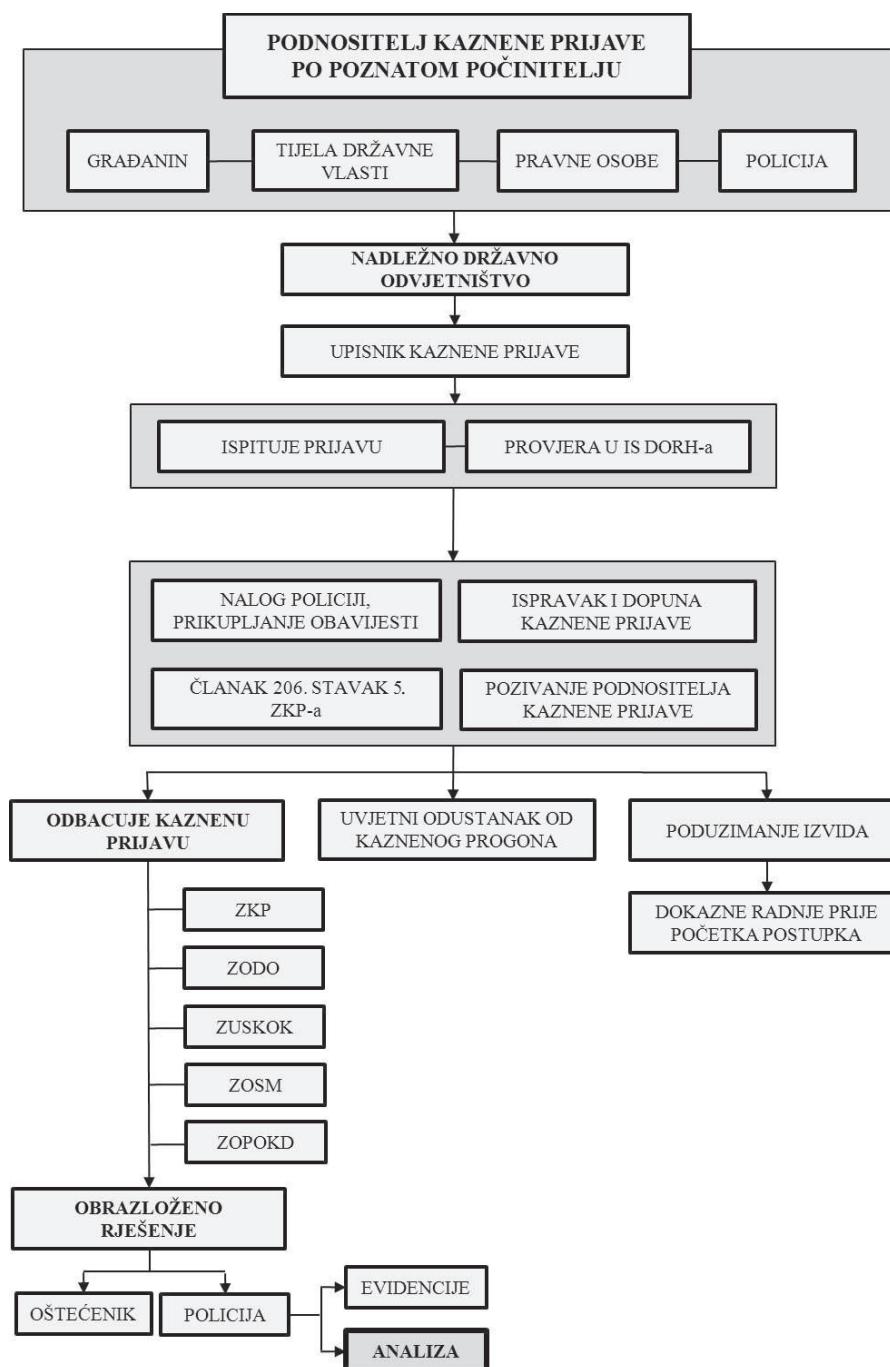 PODNOSITELJ KAZNENE PRIJAVE
PO POZNATOM POČINITELJU
GRAĐANIN
TIJELA DRŽAVNE
VLASTI
PRAVNE OSOBE
POLICIJA
NADLEŽNO DRŽAVNO
ODVJETNIŠTVO
UPISNIK KAZNENE PRIJAVE
ISPITUJE PRIJAVU
PROVJERA U IS DORH-a
NALOG POLICIJI,
PRIKUPLJANJE OBAVIJESTI
ISPRAVAK I DOPUNA
KAZNENE PRIJAVE
ČLANAK 206. STAVAK 5.
ZKP-a
POZIVANJE PODNOSITELJA
KAZNENE PRIJAVE
ODBACUJE KAZNENU
PRIJAVU
UVJETNI ODUSTANAK OD
KAZNENOG PROGONA
PODUZIMANJE IZVIDA
DOKAZNE RADNJE PRIJE
POČETKA POSTUPKA
ZKP
ZODO
ZUSKOK
ZOSM
ZOPOKD
OBRAZLOŽENO
RJEŠENJE
OŠTEĆENIK
POLICIJA
EVIDENCIJE
ANALIZA